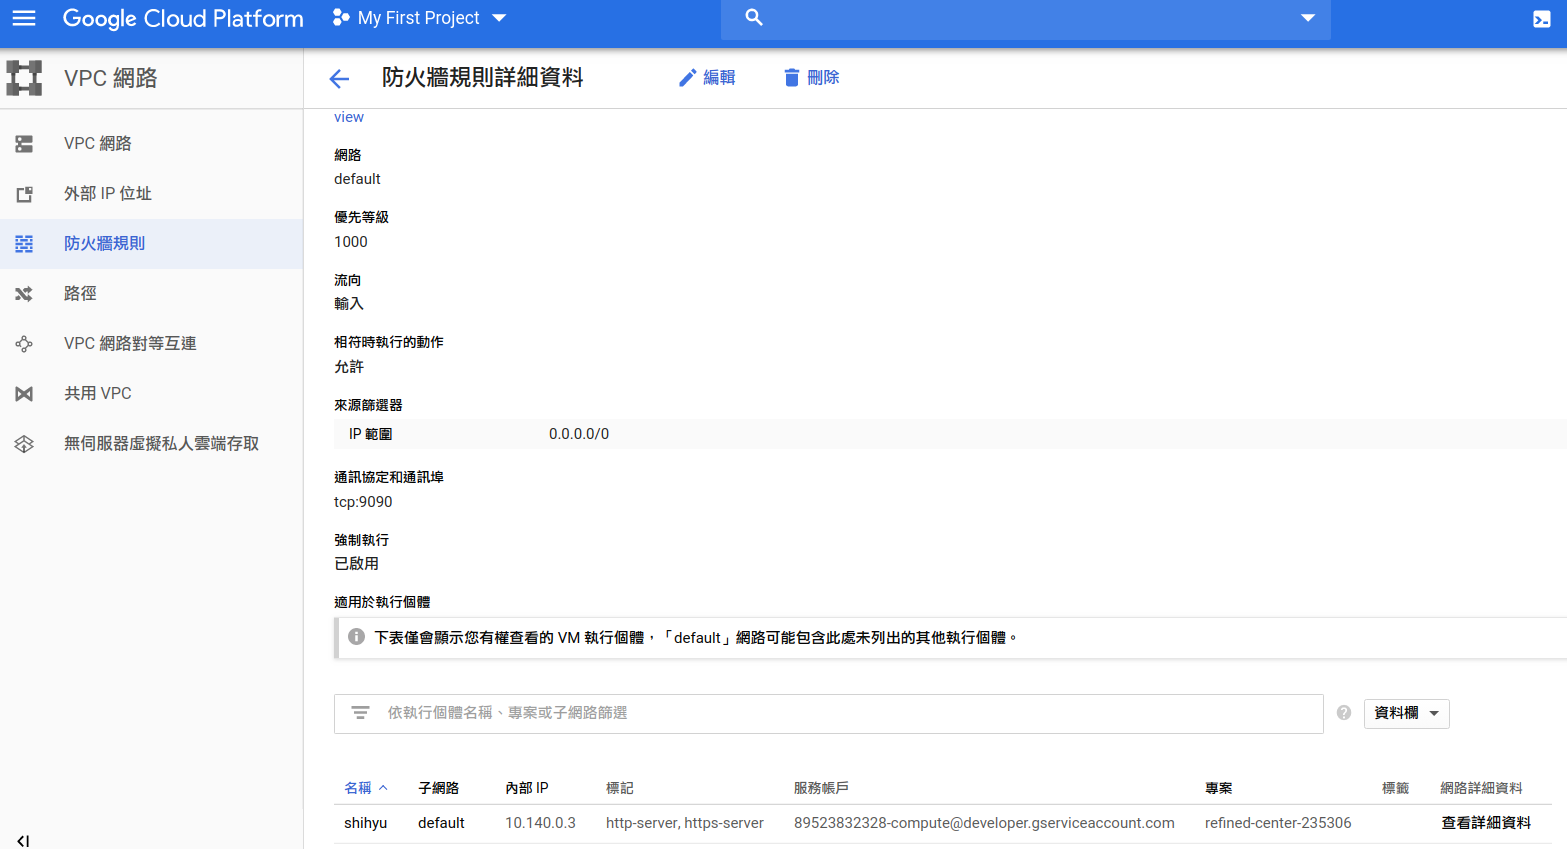 Google Cloud Platform
My First Project
VPC 網路
防火牆規則詳細資料
編輯
刪除
VPC 網路
外部 IP 位址
防火牆規則
路徑
VPC 網路對等互連
共用 VPC
無伺服器虛擬私人雲端存取
view
網路
default
優先等級
1000
流向
輸入
相符時執行的動作
允許
來源篩選器
IP 範圍 0.0.0.0/0
通訊協定和通訊埠
tcp:9090
強制執行
已啟用
適用於執行個體
下表僅會顯示您有權查看的 VM 執行個體，「default」網路可能包含此處未列出的其他執行個體。
依執行個體名稱、專案或子網路篩選
資料欄
名稱 子網路 內部 IP 標記 服務帳戶 專案 標籤 網路詳細資料
shihyu default 10.140.0.3 http-server, https-server 89523832328-compute@developer.gserviceaccount.com refined-center-235306 查看詳細資料